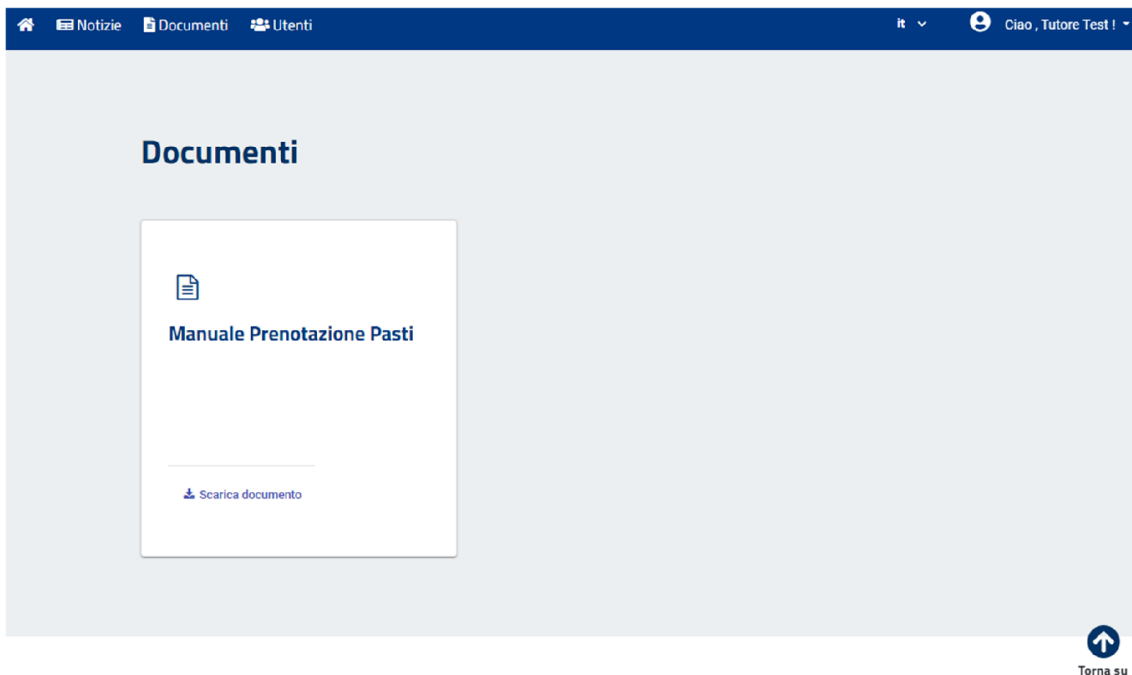 Notizie Documenti Utenti it Ciao , Tutore Test !
Documenti
Manuale Prenotazione Pasti
Scarica documento
Torna su